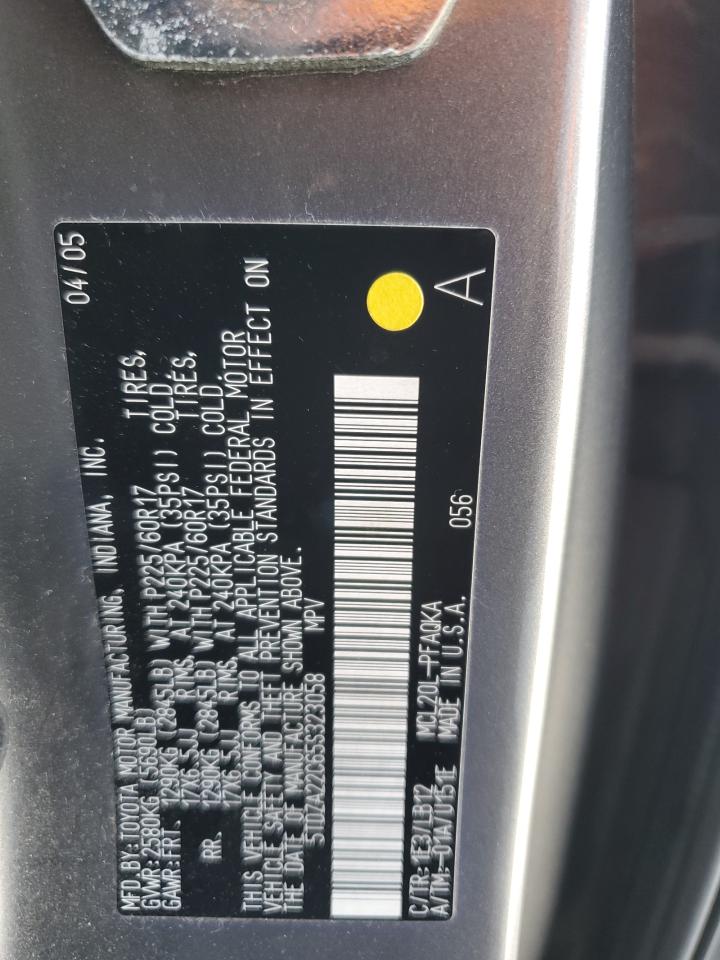 MFD.BY:TOYOTA MOTOR MANUFACTURING, INDIANA, INC. 04/05
GVWR:2580KG (5690LB)
GAWR:FRT. 1290KG (2845LB) WITH P225/60R17 TIRES,
17X6.5JJ RIMS, AT 240KPA (35PSI) COLD.
RR. 1290KG (2845LB) WITH P225/60R17 TIRES,
17X6.5JJ RIMS, AT 240KPA (35PSI) COLD.
THIS VEHICLE CONFORMS TO ALL APPLICABLE FEDERAL MOTOR
VEHICLE SAFETY AND THEFT PREVENTION STANDARDS IN EFFECT ON
THE DATE OF MANUFACTURE SHOWN ABOVE.
5TDZA22C65S323058 MPV
C/TR:1E3/LB12 MCL20L-PFAQKA 056 A
A/TM:-01A/U151E MADE IN U.S.A.